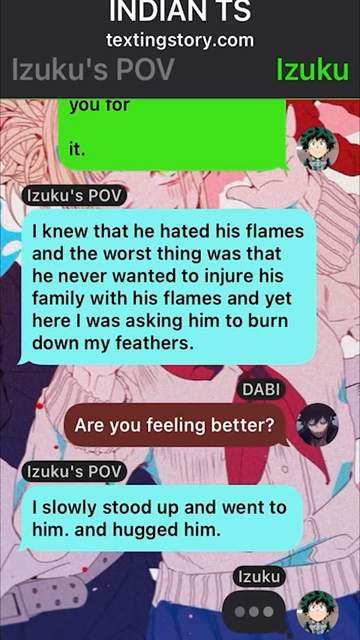 INDIAN TS
textingstory.com
Izuku's POV
Izuku
you for
it.
Izuku's POV
I knew that he hated his flames
and the worst thing was that
he never wanted to injure his
family with his flames and yet
here I was asking him to burn
down my feathers.
DABI
Are you feeling better?
Izuku's POV
I slowly stood up and went to
him. and hugged him.
Izuku